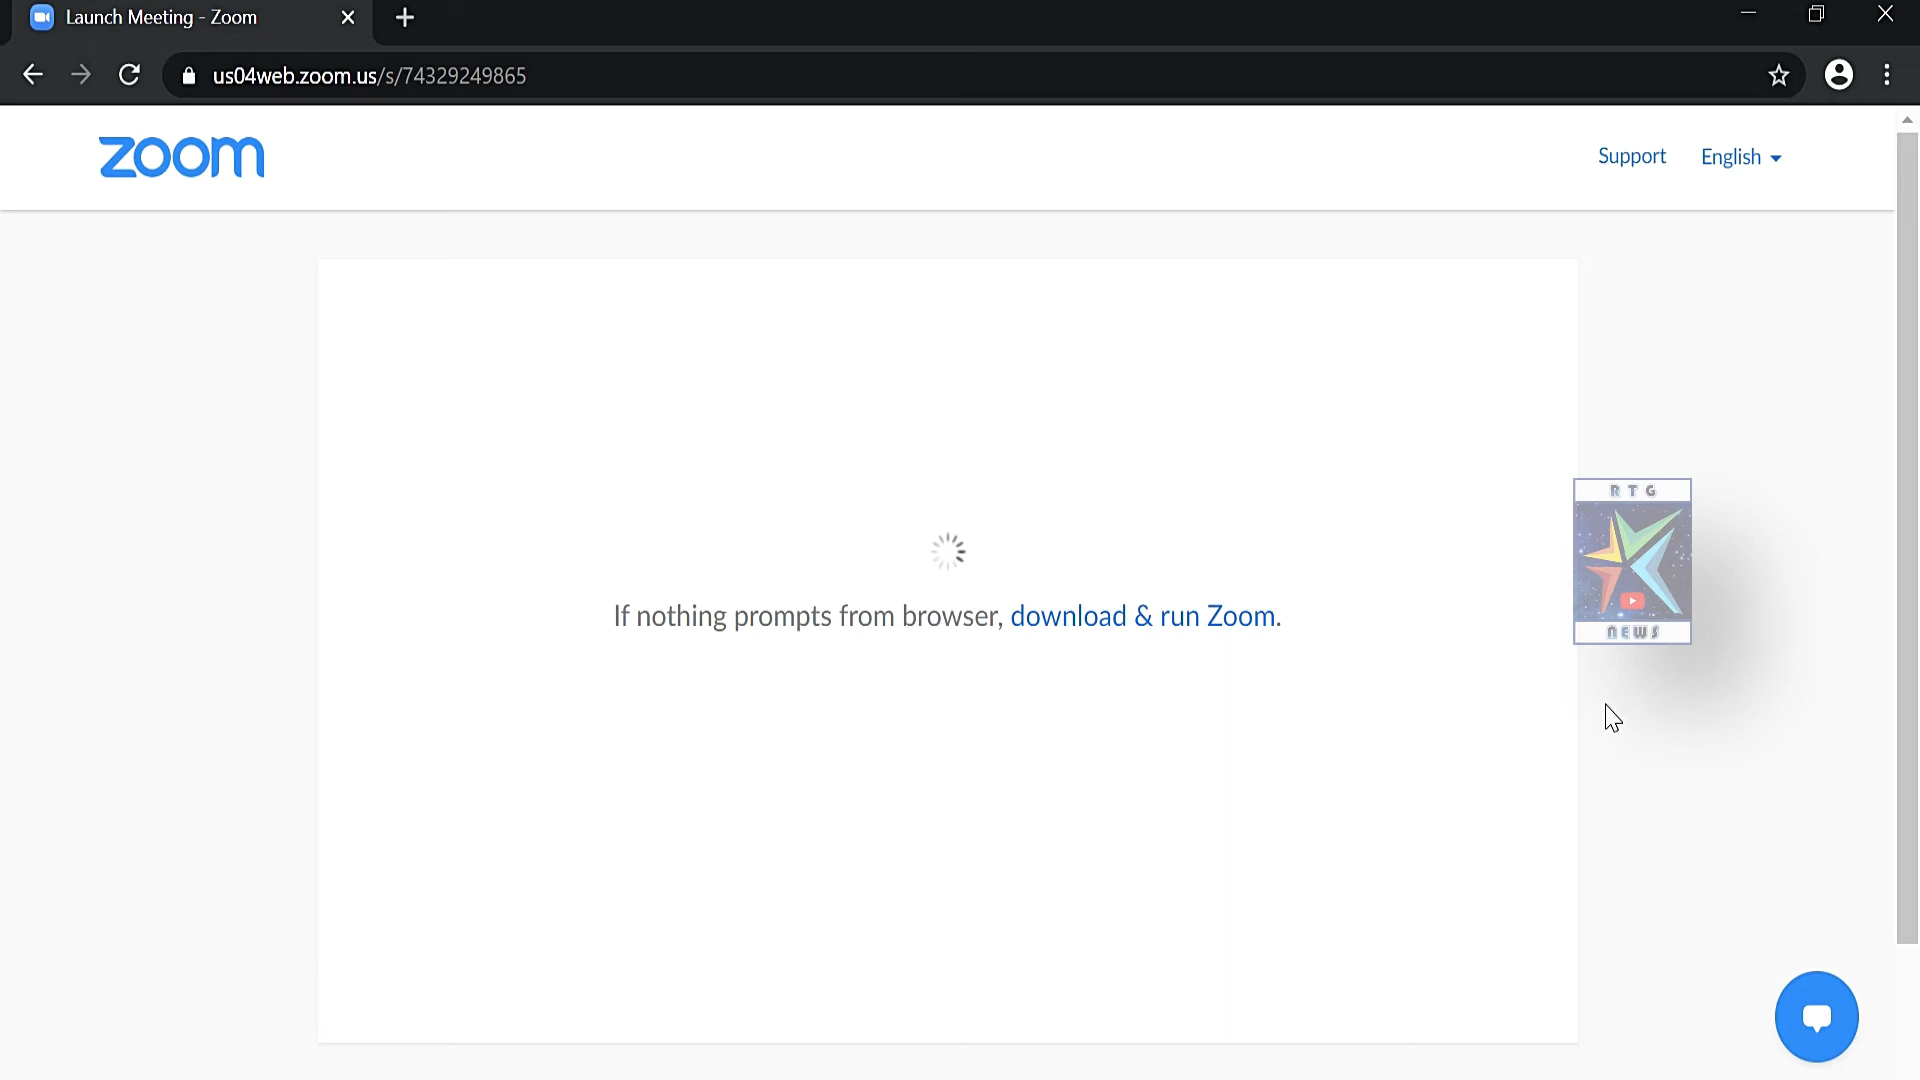 Launch Meeting - Zoom
us04web.zoom.us/s/74329249865
zoom
Support
English
If nothing prompts from browser, download & run Zoom.
RTG
NEWS